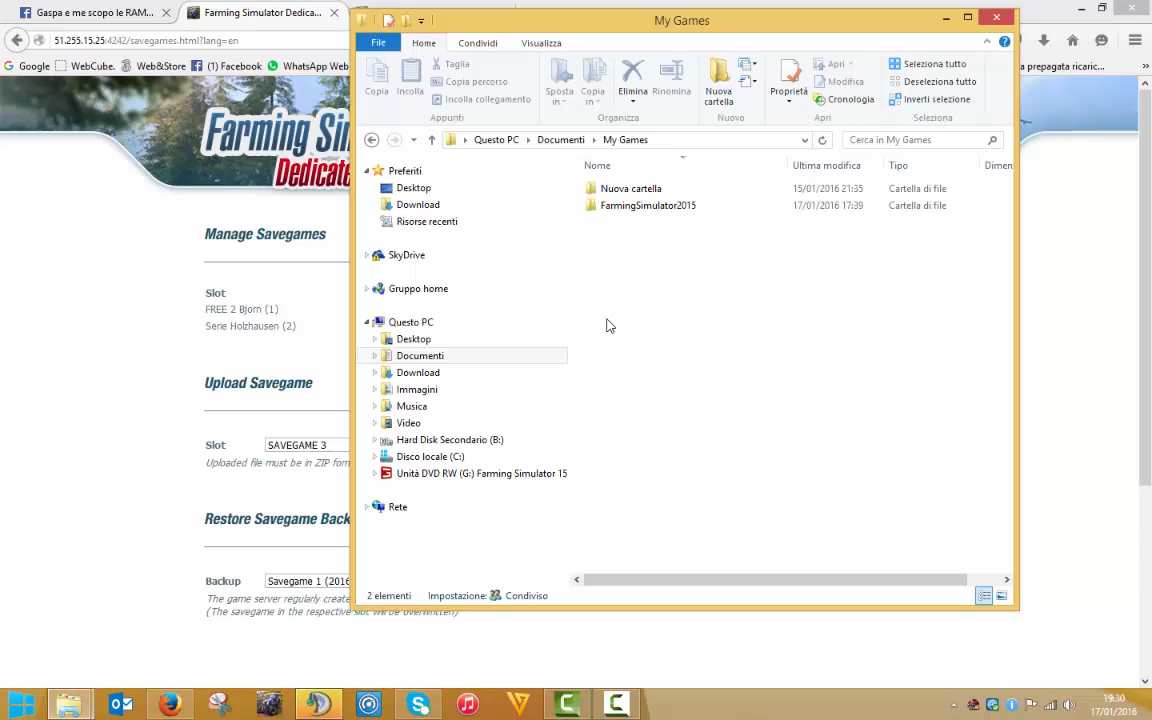 Gaspa e me scopo le RAM...
Farming Simulator Dedica...
My Games
51.255.15.25:4242/savegames.html?lang=en
Google
WebCube.
Web&Store
(1) Facebook
WhatsApp Web
a prepagata ricaric...
File
Home
Condividi
Visualizza
Copia
Incolla
Taglia
Copia percorso
Incolla collegamento
Sposta in
Copia in
Elimina
Rinomina
Nuova cartella
Proprietà
Apri
Modifica
Cronologia
Seleziona tutto
Deseleziona tutto
Inverti selezione
Appunti
Organizza
Nuovo
Apri
Seleziona
Questo PC
Documenti
My Games
Cerca in My Games
Nome
Ultima modifica
Tipo
Dimen
Nuova cartella
15/01/2016 21:35
Cartella di file
FarmingSimulator2015
17/01/2016 17:39
Cartella di file
Preferiti
Desktop
Download
Risorse recenti
SkyDrive
Gruppo home
Questo PC
Desktop
Documenti
Download
Immagini
Musica
Video
Hard Disk Secondario (B:)
Disco locale (C:)
Unità DVD RW (G:) Farming Simulator 15
Rete
2 elementi
Impostazione:
Condiviso
Farming Sim
Dedicate
Manage Savegames
Slot
FREE 2 Bjorn (1)
Serie Holzhausen (2)
Upload Savegame
Slot
SAVEGAME 3
Uploaded file must be in ZIP form
Restore Savegame Back
Backup
Savegame 1 (2016
The game server regularly create
(The savegame in the respective slot will be overwritten)
19:30
17/01/2016